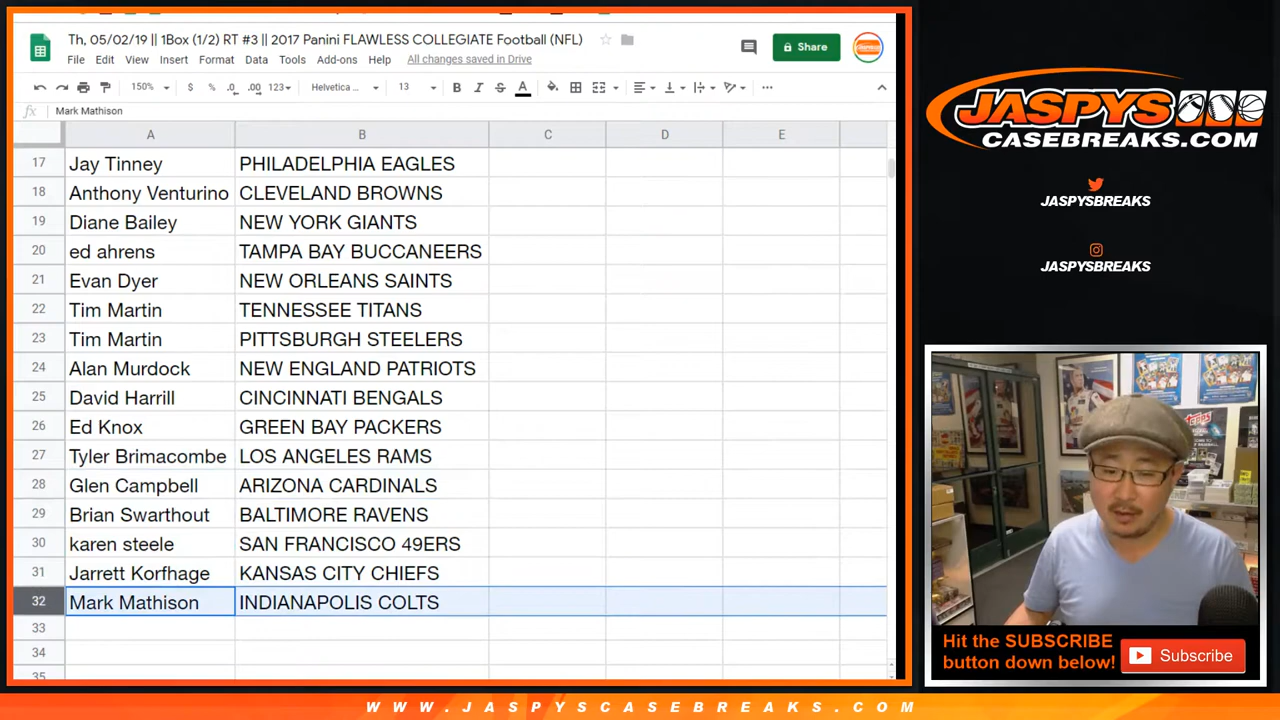 Th, 05/02/19 || 1Box (1/2) RT #3 || 2017 Panini FLAWLESS COLLEGIATE Football (NFL)
File Edit View Insert Format Data Tools Add-ons Help All changes saved in Drive
Share
150% $ % .0 .00 123 Helvetica ... 13 B I S A
fx Mark Mathison
A B C D E
17 Jay Tinney PHILADELPHIA EAGLES
18 Anthony Venturino CLEVELAND BROWNS
19 Diane Bailey NEW YORK GIANTS
20 ed ahrens TAMPA BAY BUCCANEERS
21 Evan Dyer NEW ORLEANS SAINTS
22 Tim Martin TENNESSEE TITANS
23 Tim Martin PITTSBURGH STEELERS
24 Alan Murdock NEW ENGLAND PATRIOTS
25 David Harrill CINCINNATI BENGALS
26 Ed Knox GREEN BAY PACKERS
27 Tyler Brimacombe LOS ANGELES RAMS
28 Glen Campbell ARIZONA CARDINALS
29 Brian Swarthout BALTIMORE RAVENS
30 karen steele SAN FRANCISCO 49ERS
31 Jarrett Korfhage KANSAS CITY CHIEFS
32 Mark Mathison INDIANAPOLIS COLTS
33
34
35
JASPYS
CASEBREAKS.COM
JASPYSBREAKS
JASPYSBREAKS
topps
Hit the SUBSCRIBE
button down below!
Subscribe
WWW.JASPYSCASEBREAKS.COM